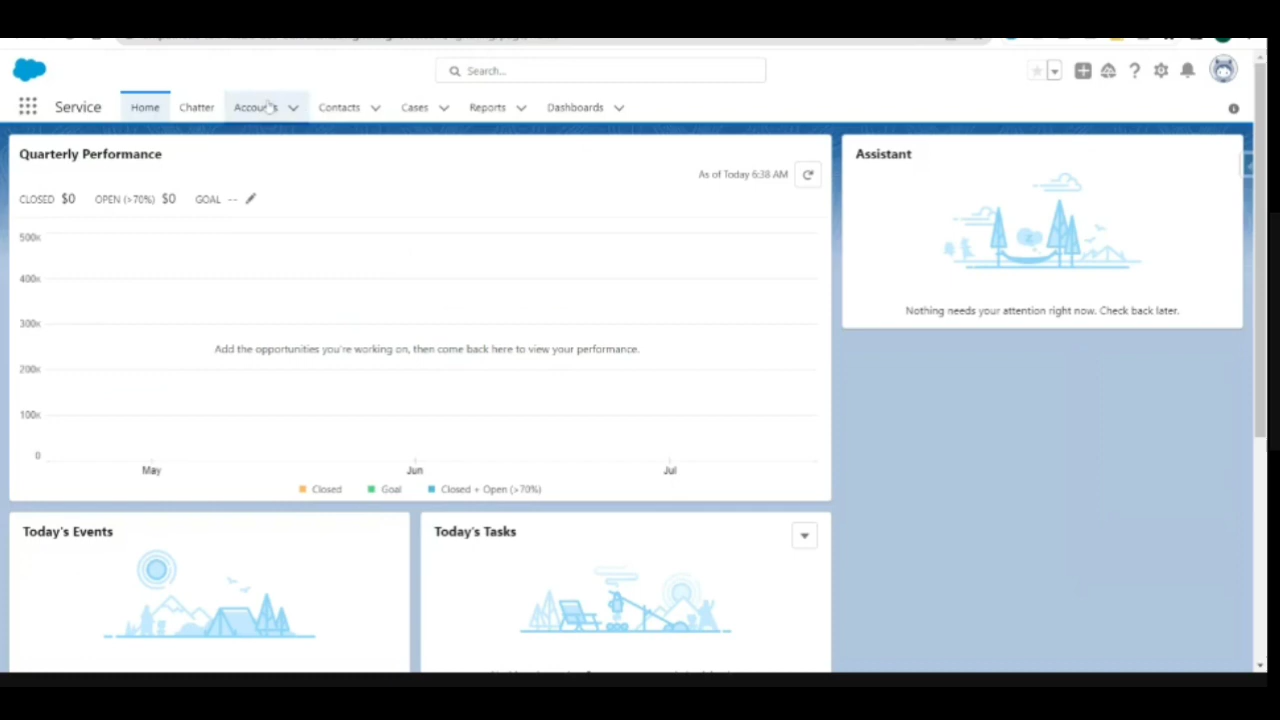 Search...
Service Home Chatter Accounts Contacts Cases Reports Dashboards
Quarterly Performance
As of Today 6:38 AM
CLOSED $0 OPEN (>70%) $0 GOAL --
500K
400K
300K
Add the opportunities you're working on, then come back here to view your performance.
200K
100K
0
May Jun Jul
Closed Goal Closed + Open (>70%)
Assistant
Nothing needs your attention right now. Check back later.
Today's Events
Today's Tasks